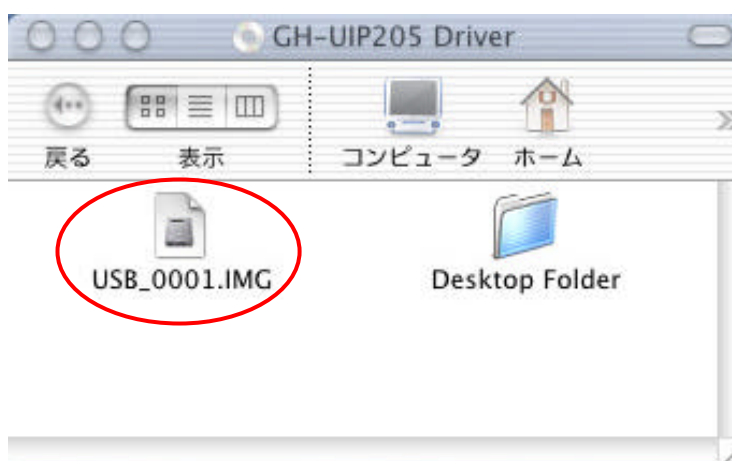 GH-UIP205 Driver
戻る 表示 コンピュータ ホーム
USB_0001.IMG Desktop Folder